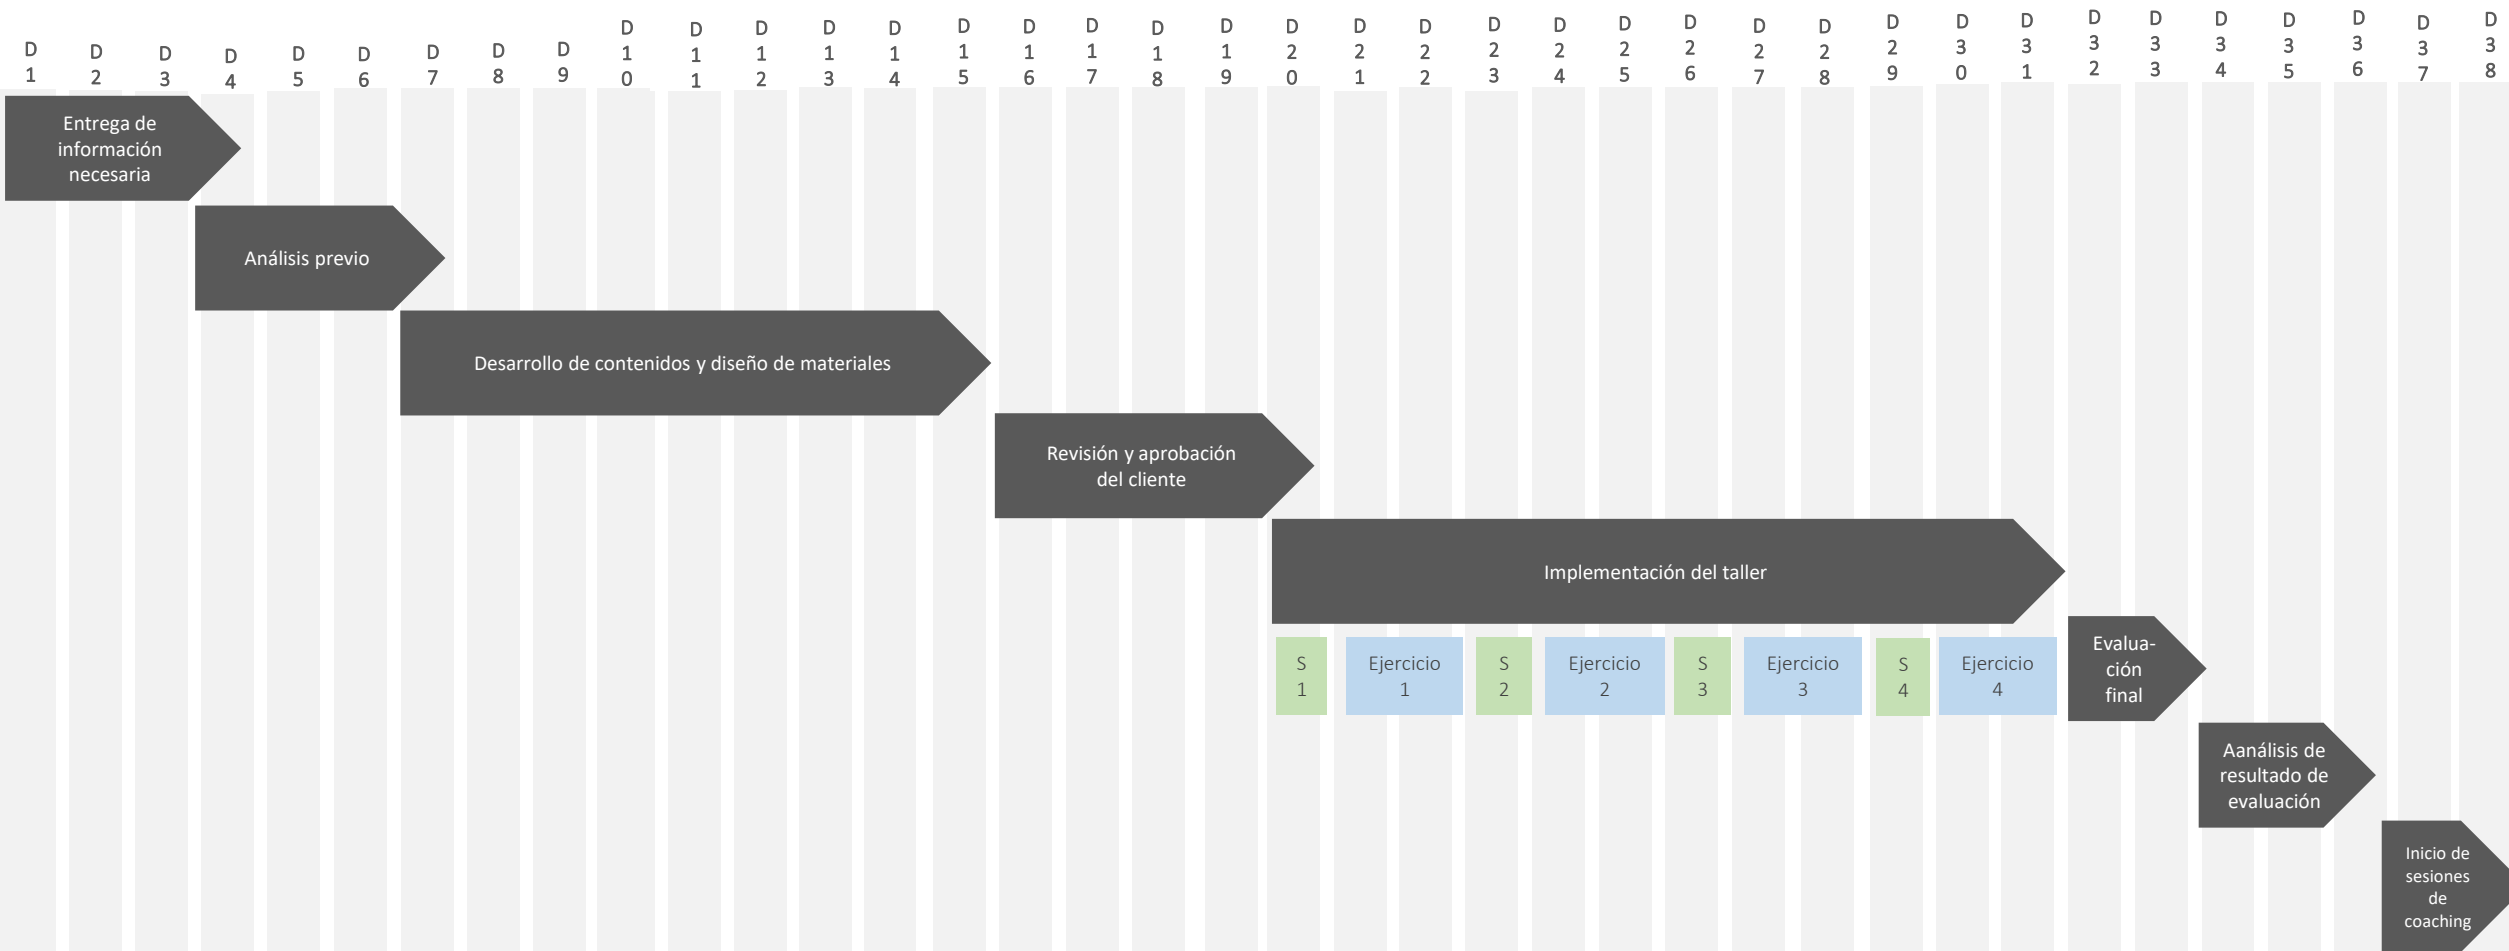 D
1
D
2
D
3
D
4
D
5
D
6
D
7
D
8
D
9
D
1
0
D
1
1
D
1
2
D
1
3
D
1
4
D
1
5
D
1
6
D
1
7
D
1
8
D
1
9
D
2
0
D
2
1
D
2
2
D
2
3
D
2
4
D
2
5
D
2
6
D
2
7
D
2
8
D
2
9
D
3
0
D
3
1
D
3
2
D
3
3
D
3
4
D
3
5
D
3
6
D
3
7
D
3
8
Entrega de
información
necesaria
Análisis previo
Desarrollo de contenidos y diseño de materiales
Revisión y aprobación
del cliente
Implementación del taller
S
1
Ejercicio
1
S
2
Ejercicio
2
S
3
Ejercicio
3
S
4
Ejercicio
4
Evalua-
ción
final
Aanálisis de
resultado de
evaluación
Inicio de
sesiones
de
coaching